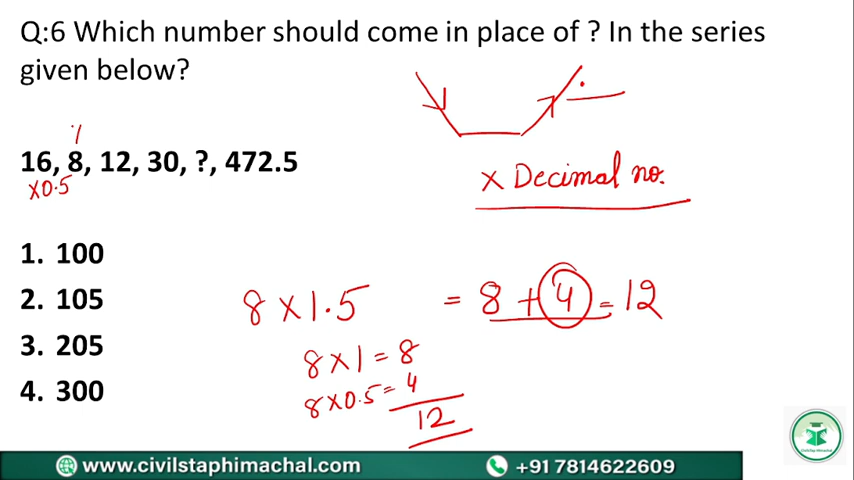 Q:6 Which number should come in place of ? In the series
given below?
16, 8, 12, 30, ?, 472.5
×0.5
× Decimal no.
1. 100
2. 105
3. 205
4. 300
8 × 1.5 = 8 + 4 = 12
8 × 1 = 8
8 × 0.5 = 4
12
www.civilstaphimachal.com
+91 7814622609